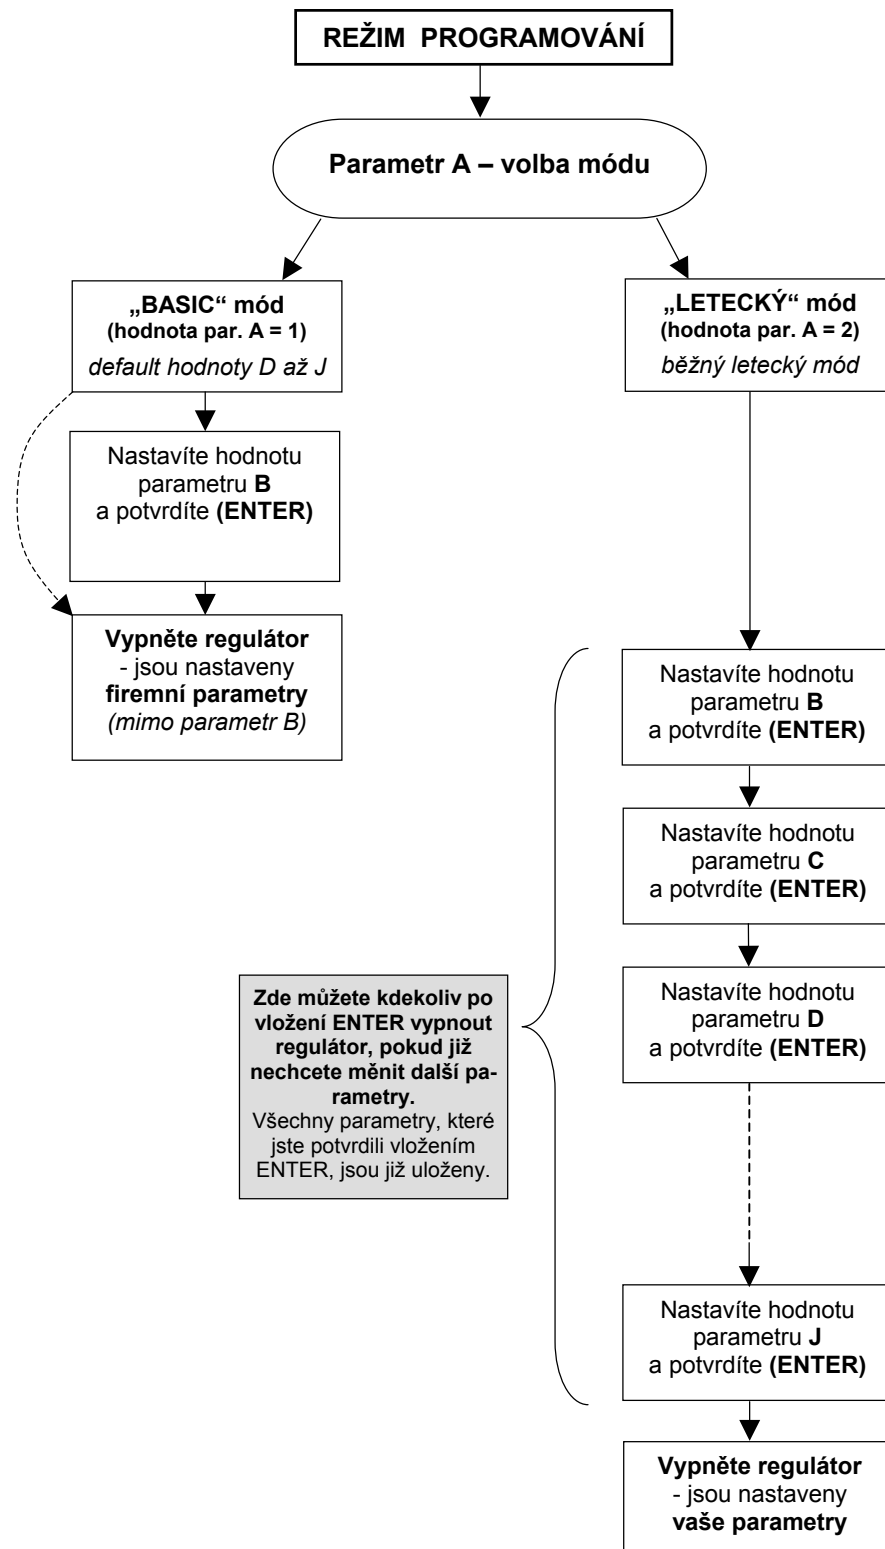 REŽIM PROGRAMOVÁNÍ
Parametr A – volba módu
„BASIC“ mód
(hodnota par. A = 1)
default hodnoty D až J
Nastavíte hodnotu
parametru B
a potvrdíte (ENTER)
Vypněte regulátor
- jsou nastaveny
firemní parametry
(mimo parametr B)
„LETECKÝ“ mód
(hodnota par. A = 2)
běžný letecký mód
Nastavíte hodnotu
parametru B
a potvrdíte (ENTER)
Nastavíte hodnotu
parametru C
a potvrdíte (ENTER)
Nastavíte hodnotu
parametru D
a potvrdíte (ENTER)
Zde můžete kdekoliv po
vložení ENTER vypnout
regulátor, pokud již
nechcete měnit další pa-
rametry.
Všechny parametry, které
jste potvrdili vložením
ENTER, jsou již uloženy.
Nastavíte hodnotu
parametru J
a potvrdíte (ENTER)
Vypněte regulátor
- jsou nastaveny
vaše parametry